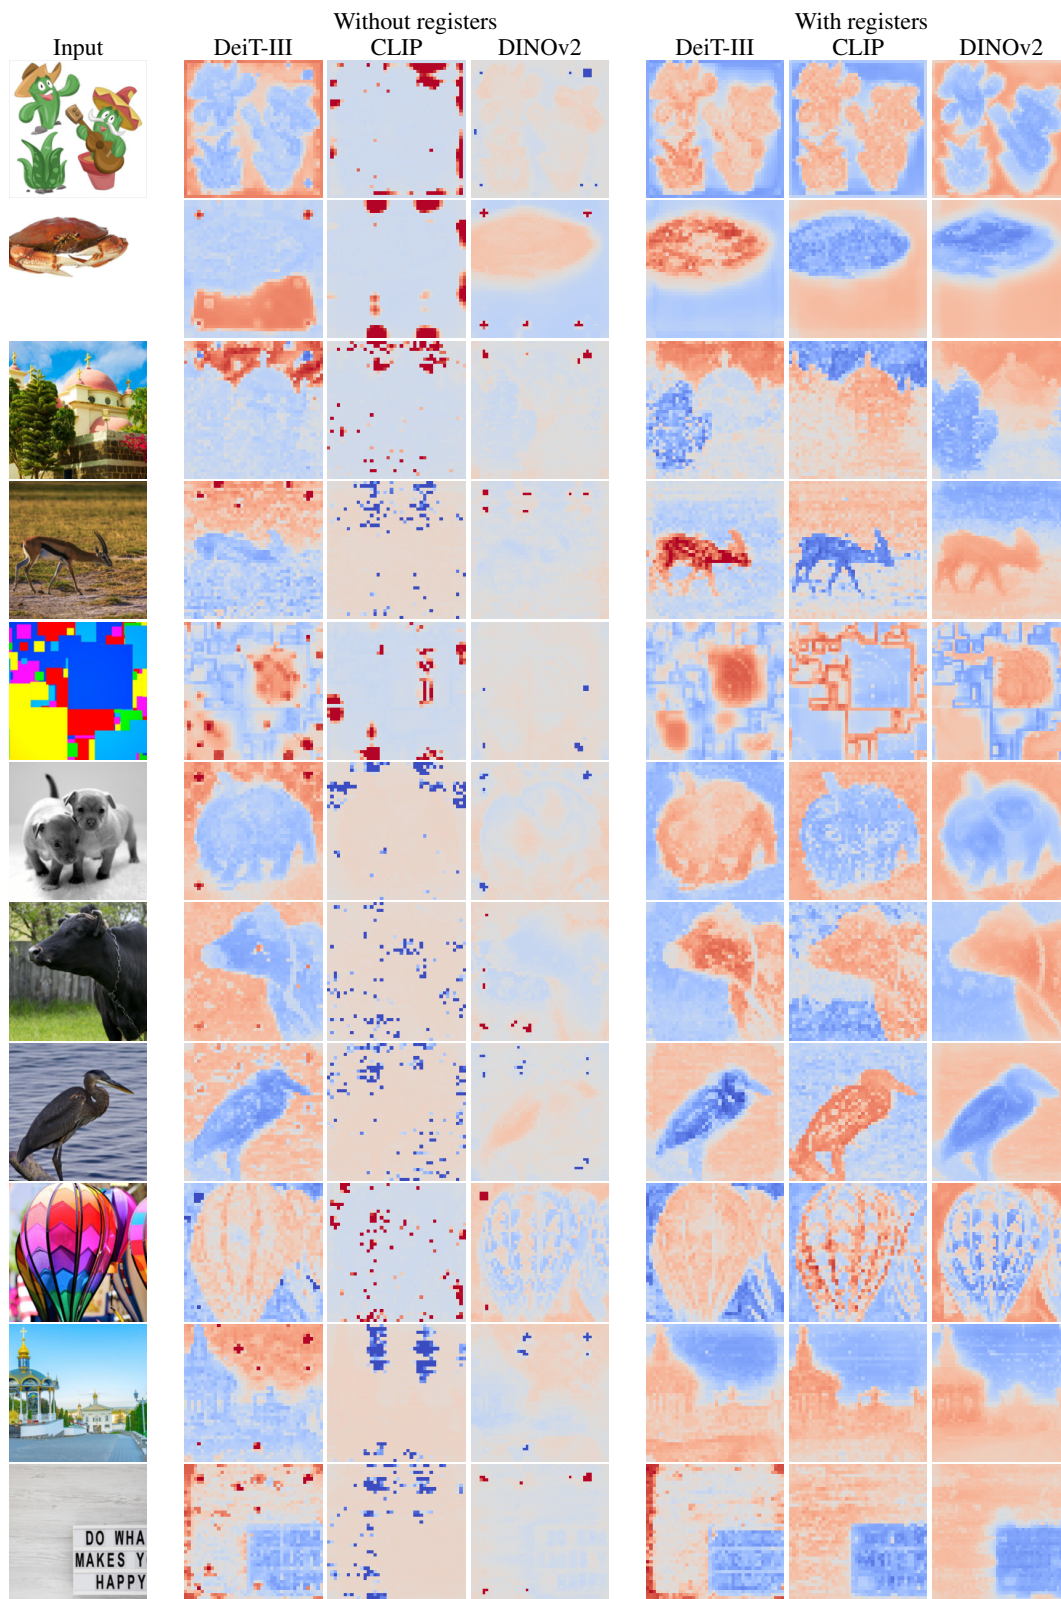 Without registers
With registers
Input
DeiT-III
CLIP
DINOv2
DeiT-III
CLIP
DINOv2
DO WHA
MAKES Y
HAPPY